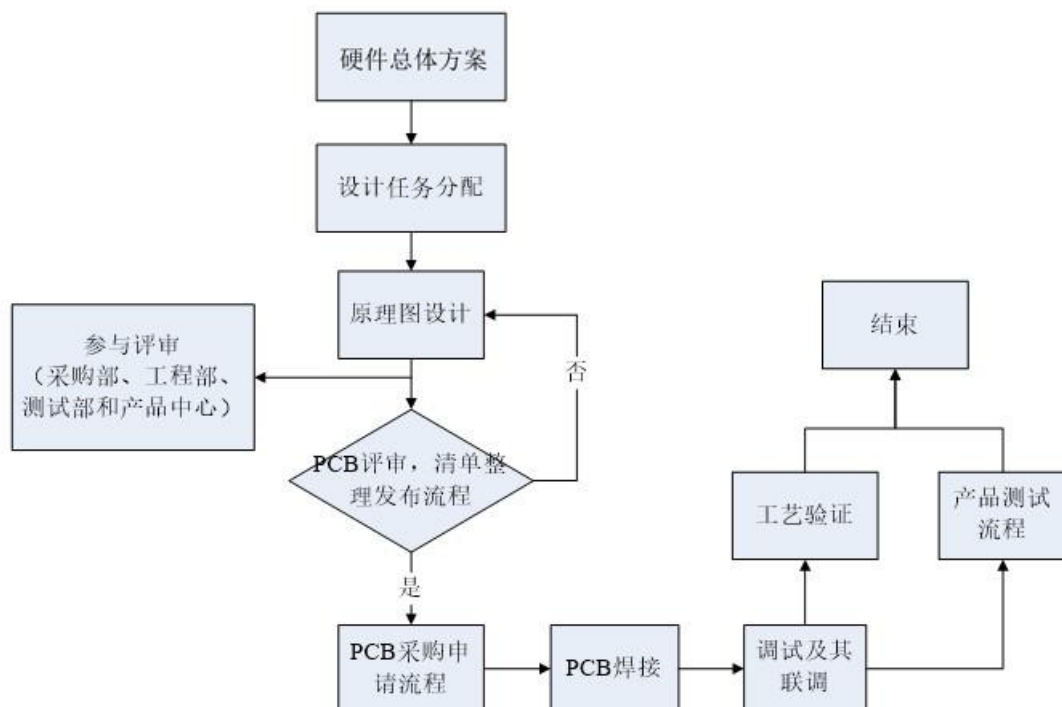 硬件总体方案
设计任务分配
原理图设计
参与评审
（采购部、工程部、
测试部和产品中心）
否
PCB评审，清单整
理发布流程
是
PCB采购申
请流程
PCB焊接
调试及其
联调
工艺验证
产品测试
流程
结束